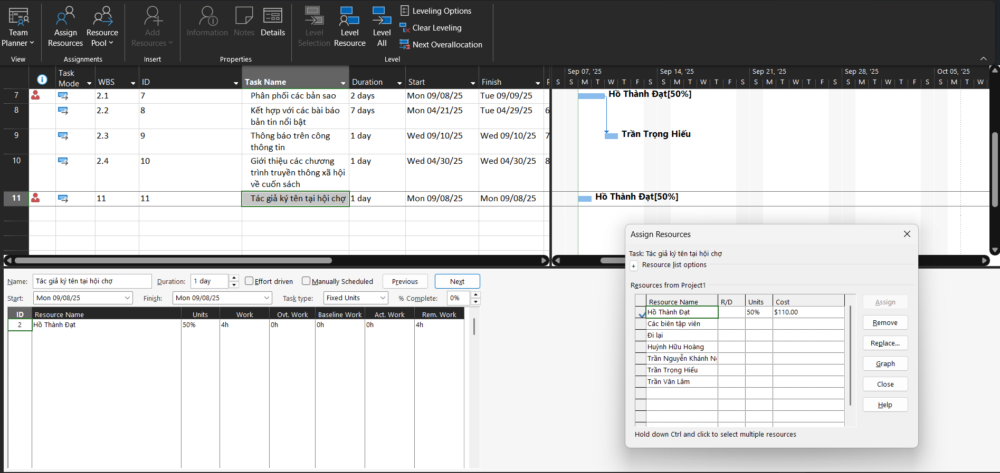 Team
Planner
Assign
Resources
Resource
Pool
Add
Resources
Information
Notes
Details
Level
Selection
Level
Resource
Level
All
Leveling Options
Clear Leveling
Next Overallocation
View
Assignments
Insert
Properties
Level
Task
Mode
WBS
ID
Task Name
Duration
Start
Finish
Sep 07, '25
Sep 14, '25
Sep 21, '25
Sep 28, '25
Oct 05, '25
S S M T W T F S S M T W T F S S M T W T F S S M T W T F S S M T W
7 2.1 7 Phân phối các bản sao 2 days Mon 09/08/25 Tue 09/09/25 Hồ Thành Đạt[50%]
8 2.2 8 Kết hợp với các bài báo 7 days Mon 04/21/25 Tue 04/29/25 6
bản tin nổi bật
9 2.3 9 Thông báo trên công 1 day Wed 09/10/25 Wed 09/10/25 7 Trần Trọng Hiếu
thông tin
10 2.4 10 Giới thiệu các chương 1 day Wed 04/30/25 Wed 04/30/25 8
trình truyền thông xã hội
về cuốn sách
11 11 11 Tác giả ký tên tại hội chợ 1 day Mon 09/08/25 Mon 09/08/25 Hồ Thành Đạt[50%]
Name: Tác giả ký tên tại hội chợ Duration: 1 day Effort driven Manually Scheduled Previous Next
Start: Mon 09/08/25 Finish: Mon 09/08/25 Task type: Fixed Units % Complete: 0%
ID Resource Name Units Work Ovt. Work Baseline Work Act. Work Rem. Work
2 Hồ Thành Đạt 50% 4h 0h 0h 0h 4h
Assign Resources
Task: Tác giả ký tên tại hội chợ
+ Resource list options
Resources from Project1
Resource Name R/D Units Cost
Hồ Thành Đạt 50% $110.00
Các biên tập viên
Đi lại
Huỳnh Hữu Hoàng
Trần Nguyễn Khánh
Trần Trọng Hiếu
Trần Văn Lâm
Assign
Remove
Replace...
Graph
Close
Help
Hold down Ctrl and click to select multiple resources